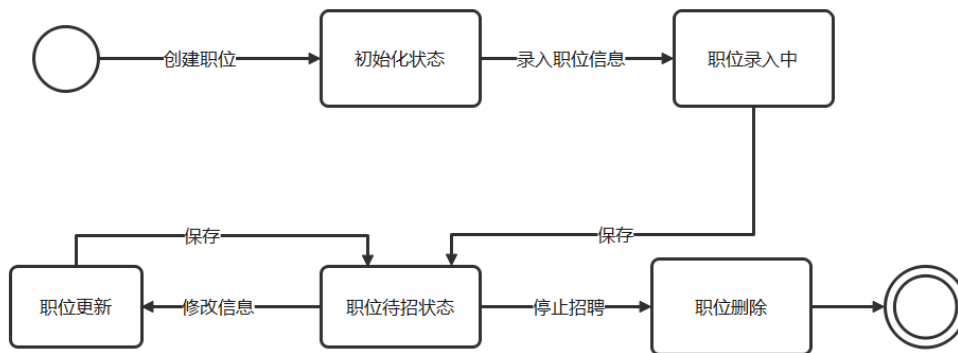 创建职位
初始化状态
录入职位信息
职位录入中
保存
保存
职位更新
修改信息
职位待招状态
停止招聘
职位删除